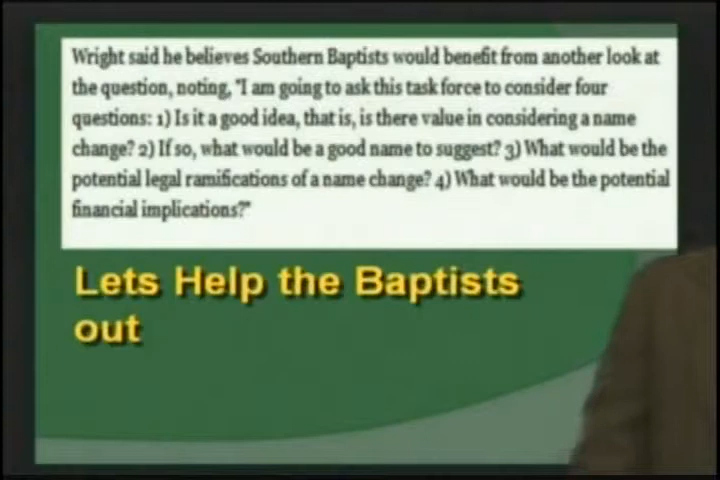 Wright said he believes Southern Baptists would benefit from another look at
the question, noting, "I am going to ask this task force to consider four
questions: 1) Is it a good idea, that is, is there value in considering a name
change? 2) If so, what would be a good name to suggest? 3) What would be the
potential legal ramifications of a name change? 4) What would be the potential
financial implications?"
Lets Help the Baptists
out